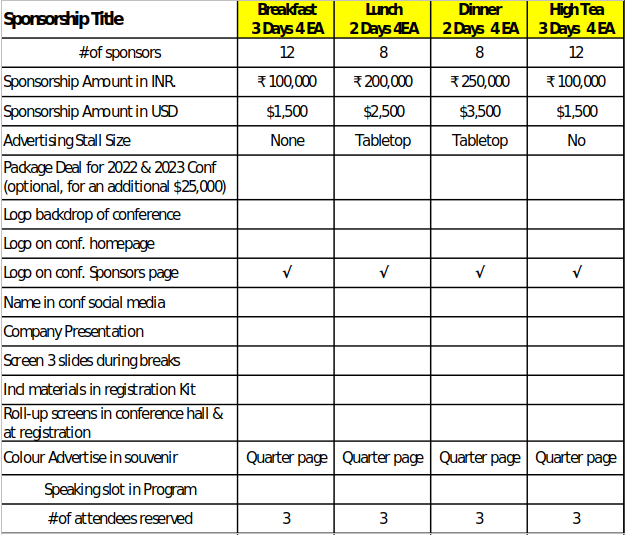 Sponsorship Title Breakfast Lunch Dinner High Tea
3 Days 4 EA 2 Days 4EA 2 Days 4 EA 3 Days 4 EA
# of sponsors 12 8 8 12
Sponsorship Amount in INR. ₹ 100,000 ₹ 200,000 ₹ 250,000 ₹ 100,000
Sponsorship Amount in USD $1,500 $2,500 $3,500 $1,500
Advertising Stall Size None Tabletop Tabletop No
Package Deal for 2022 & 2023 Conf
(optional, for an additional $25,000)
Logo backdrop of conference
Logo on conf. homepage
Logo on conf. Sponsors page √ √ √ √
Name in conf social media
Company Presentation
Screen 3 slides during breaks
Incl materials in registration Kit
Roll-up screens in conference hall &
at registration
Colour Advertise in souvenir Quarter page Quarter page Quarter page Quarter page
Speaking slot in Program
# of attendees reserved 3 3 3 3